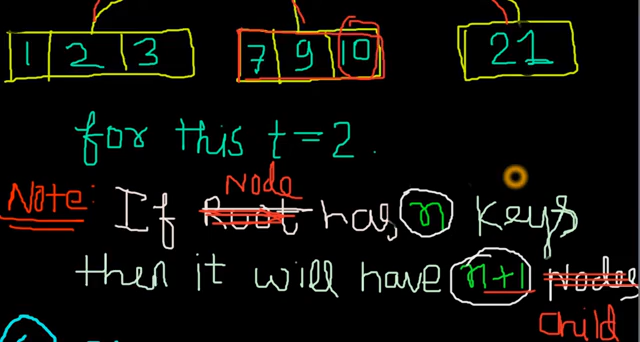 1 2 3 7 9 10 21
for this t=2.
Node
Note: If Root has n keys
then it will have n+1 Nodes
child